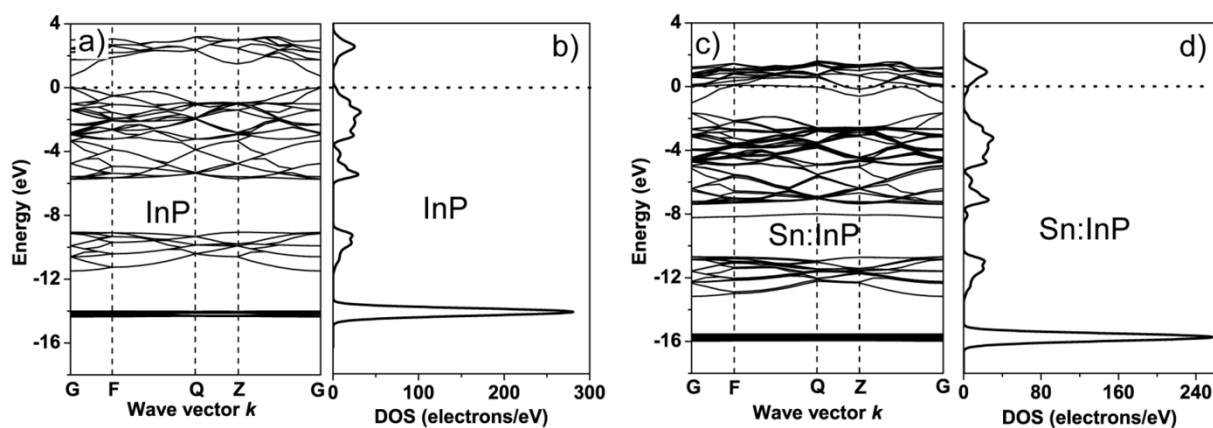 a)
Energy (eV)
4
0
-4
-8
-12
-16
InP
G F Q Z G
Wave vector k
b)
InP
0 100 200 300
DOS (electrons/eV)
c)
Energy (eV)
4
0
-4
-8
-12
-16
Sn:InP
G F Q Z G
Wave vector k
d)
Sn:InP
0 80 160 240
DOS (electrons/eV)